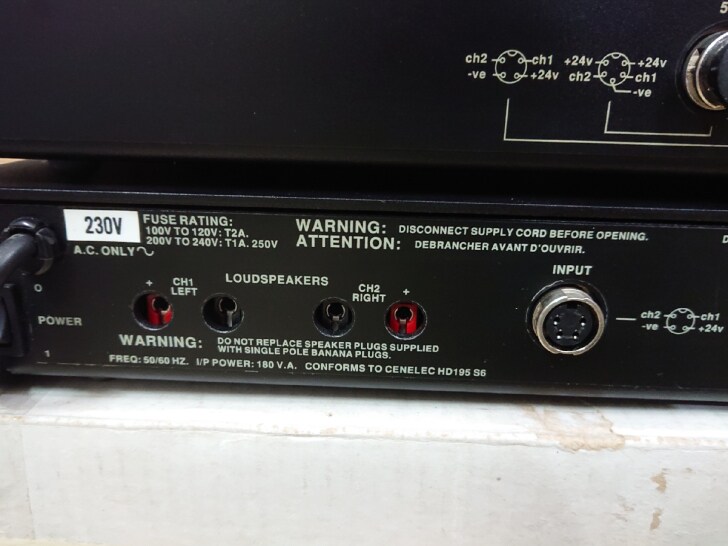 5
ch2 ch1 +24v +24v
-ve +24v ch2 ch1
-ve
230V
FUSE RATING:
100V TO 120V: T2A.
200V TO 240V: T1A. 250V
A.C. ONLY~
WARNING: DISCONNECT SUPPLY CORD BEFORE OPENING.
ATTENTION: DEBRANCHER AVANT D'OUVRIR.
D
0
POWER
1
+ CH1
LEFT
LOUDSPEAKERS
CH2 +
RIGHT
INPUT
ch2 ch1
-ve +24v
WARNING: DO NOT REPLACE SPEAKER PLUGS SUPPLIED
WITH SINGLE POLE BANANA PLUGS.
FREQ: 50/60 HZ. I/P POWER: 180 V.A. CONFORMS TO CENELEC HD195 S6